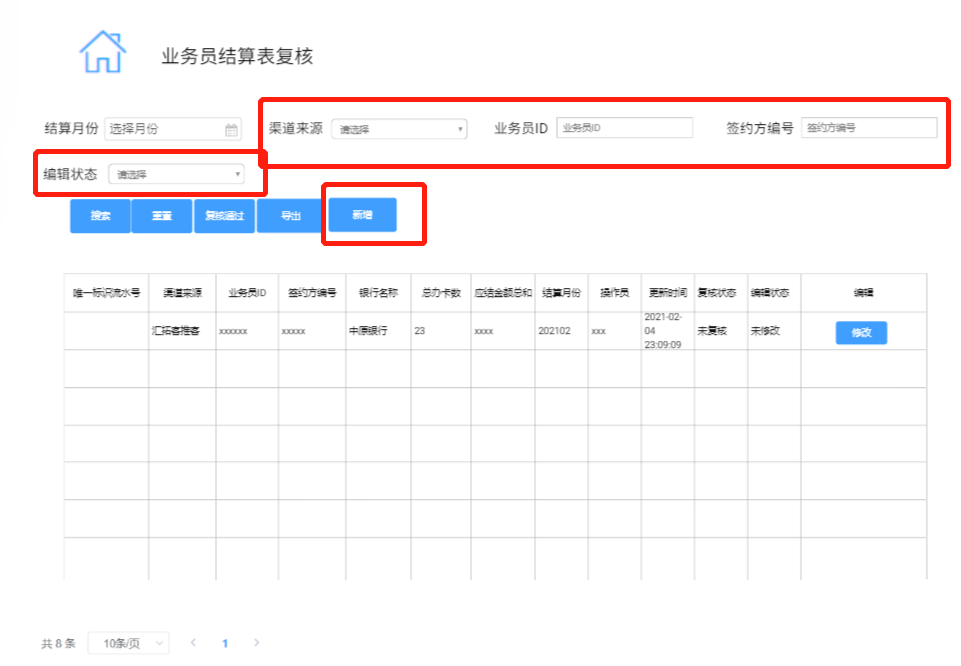 业务员结算表复核
结算月份 选择月份 渠道来源 请选择 业务员ID 业务员ID 签约方编号 签约方编号
编辑状态 请选择
搜索 重置 复核通过 导出 新增
唯一标识流水号 渠道来源 业务员ID 签约方编号 银行名称 总办卡数 应结金额总和 结算月份 操作员 更新时间 复核状态 编辑状态 编辑
汇拓客推客 xxxxxx xxxxx 中原银行 23 xxxx 202102 xxx 2021-02-04 23:09:09 未复核 未修改 修改
共 8 条 10条/页 1